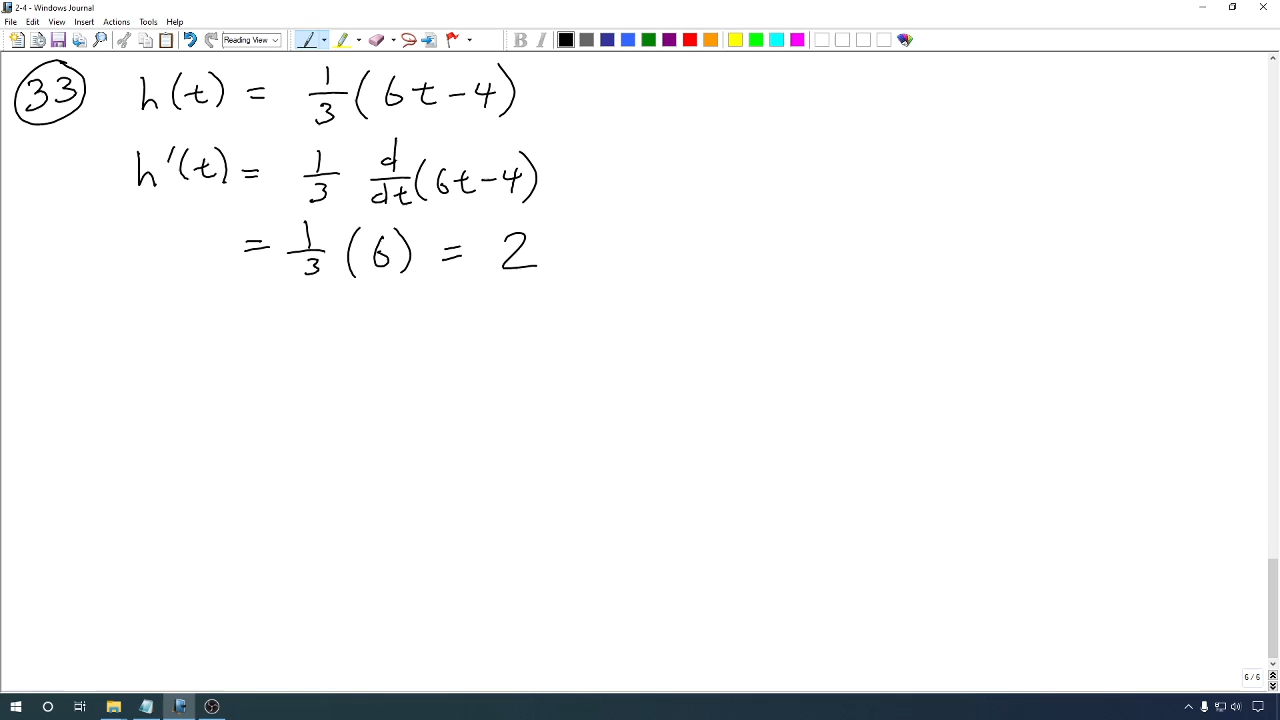 2-4 - Windows Journal
File Edit View Insert Actions Tools Help
Reading View B I
33 h(t) = 1/3 (6t-4)
h'(t) = 1/3 d/dt (6t-4)
= 1/3 (6) = 2
6/6